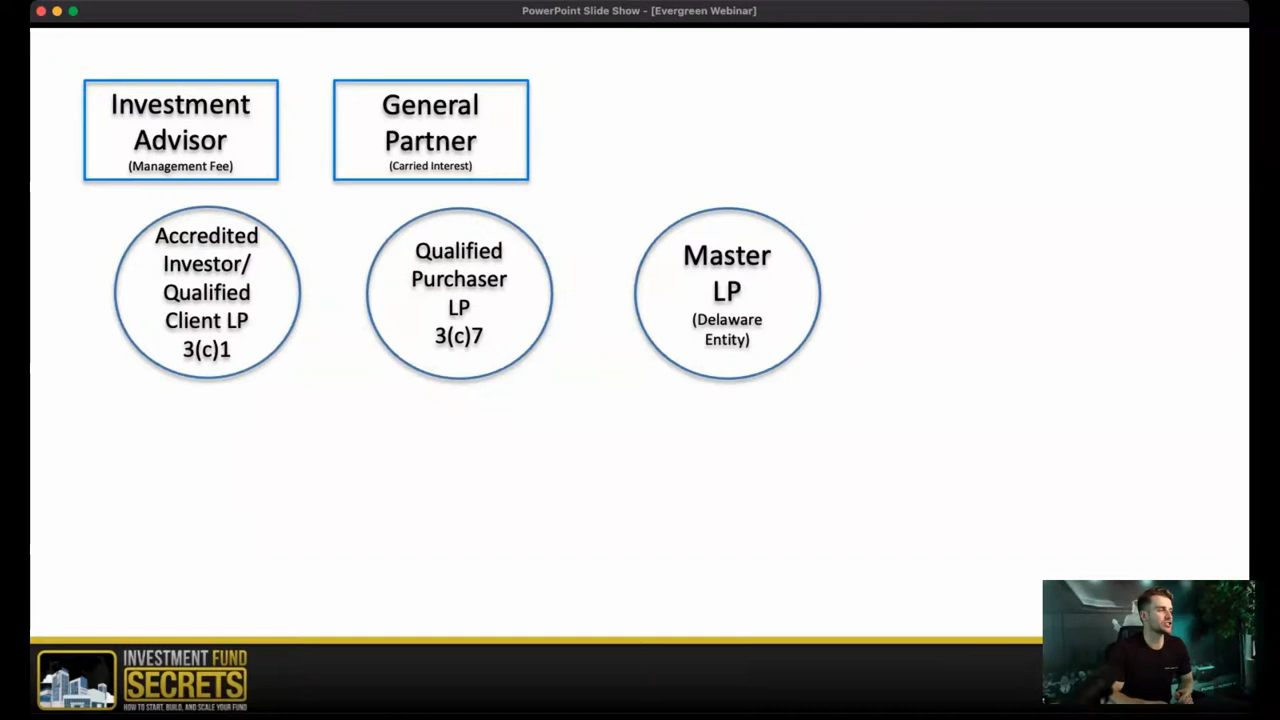 PowerPoint Slide Show - [Evergreen Webinar]
Investment
Advisor
(Management Fee)
General
Partner
(Carried Interest)
Accredited
Investor/
Qualified
Client LP
3(c)1
Qualified
Purchaser
LP
3(c)7
Master
LP
(Delaware
Entity)
INVESTMENT FUND
SECRETS
HOW TO START, BUILD, AND SCALE YOUR FUND